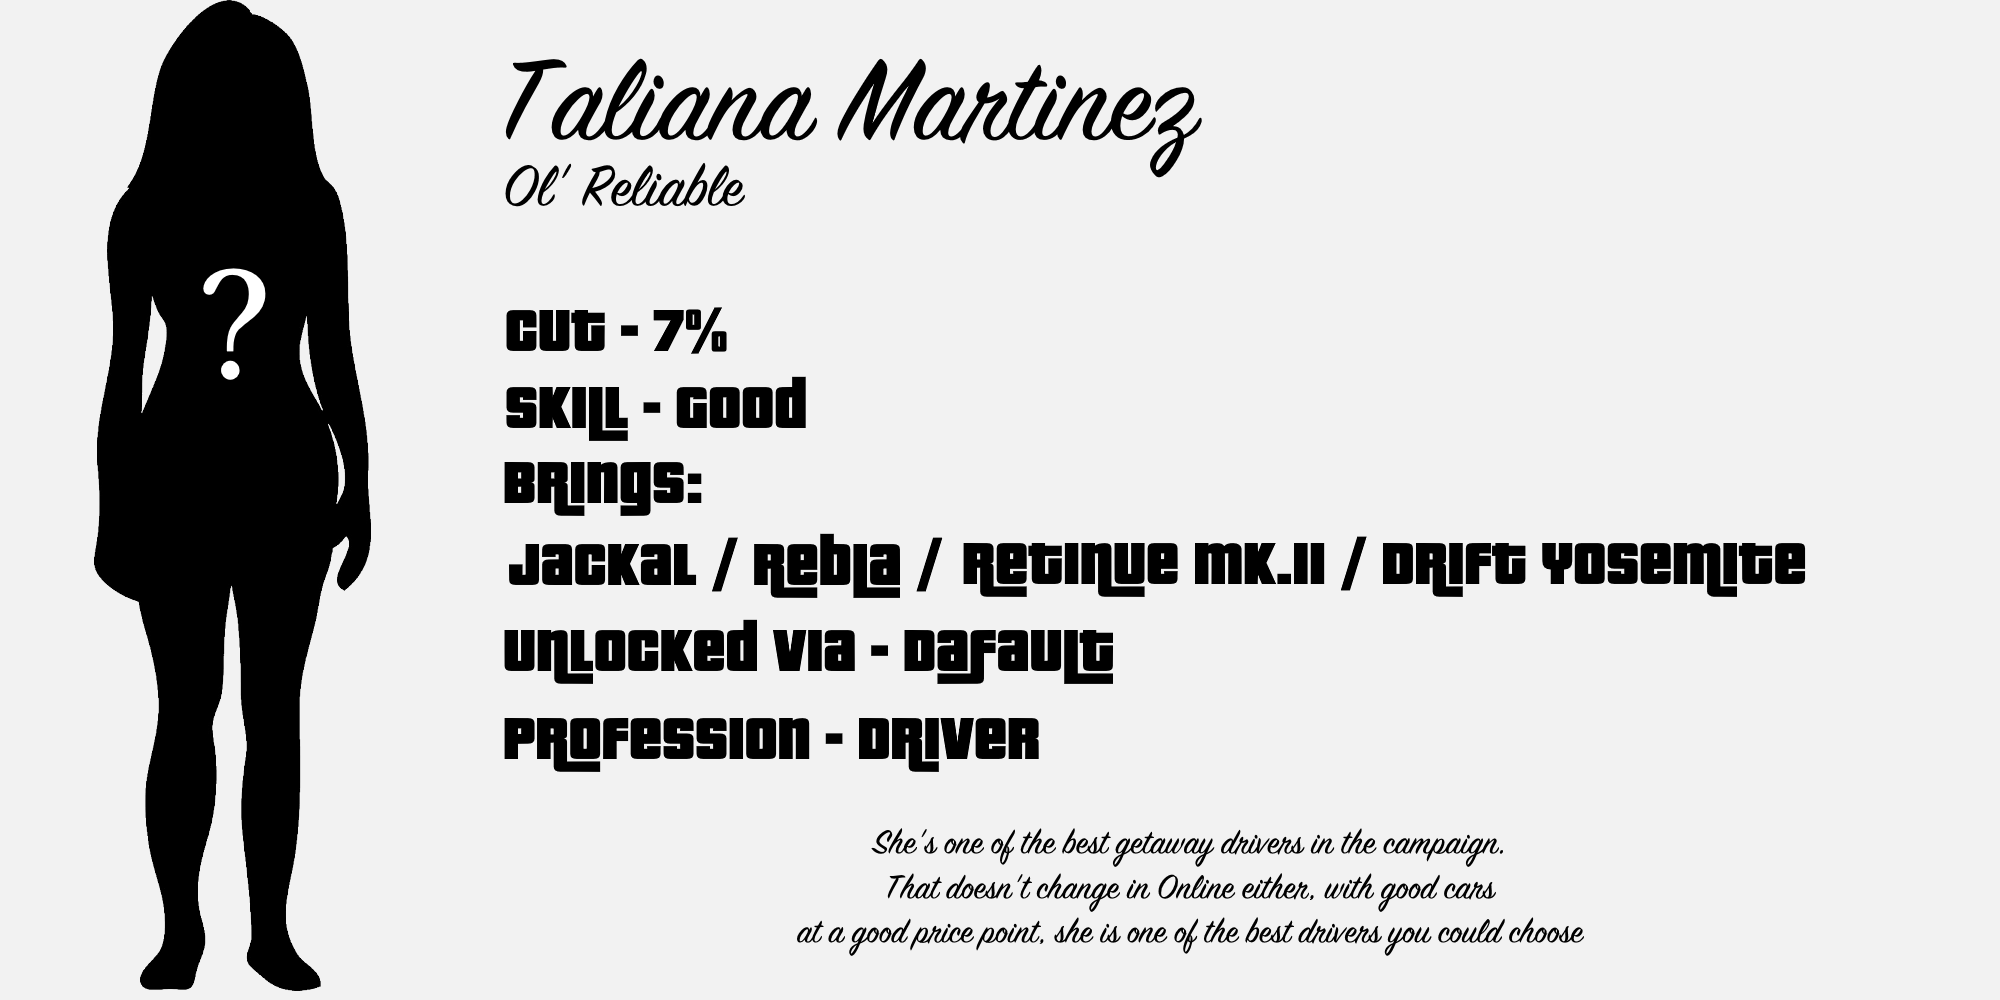 Taliana Martinez
Ol' Reliable
?
Cut - 7%
Skill - Good
Brings:
Jackal / Rebla / Retinue MK.II / Drift Yosemite
Unlocked via - Dafault
Profession - Driver
She's one of the best getaway drivers in the campaign.
That doesn't change in Online either, with good cars
at a good price point, she is one of the best drivers you could choose